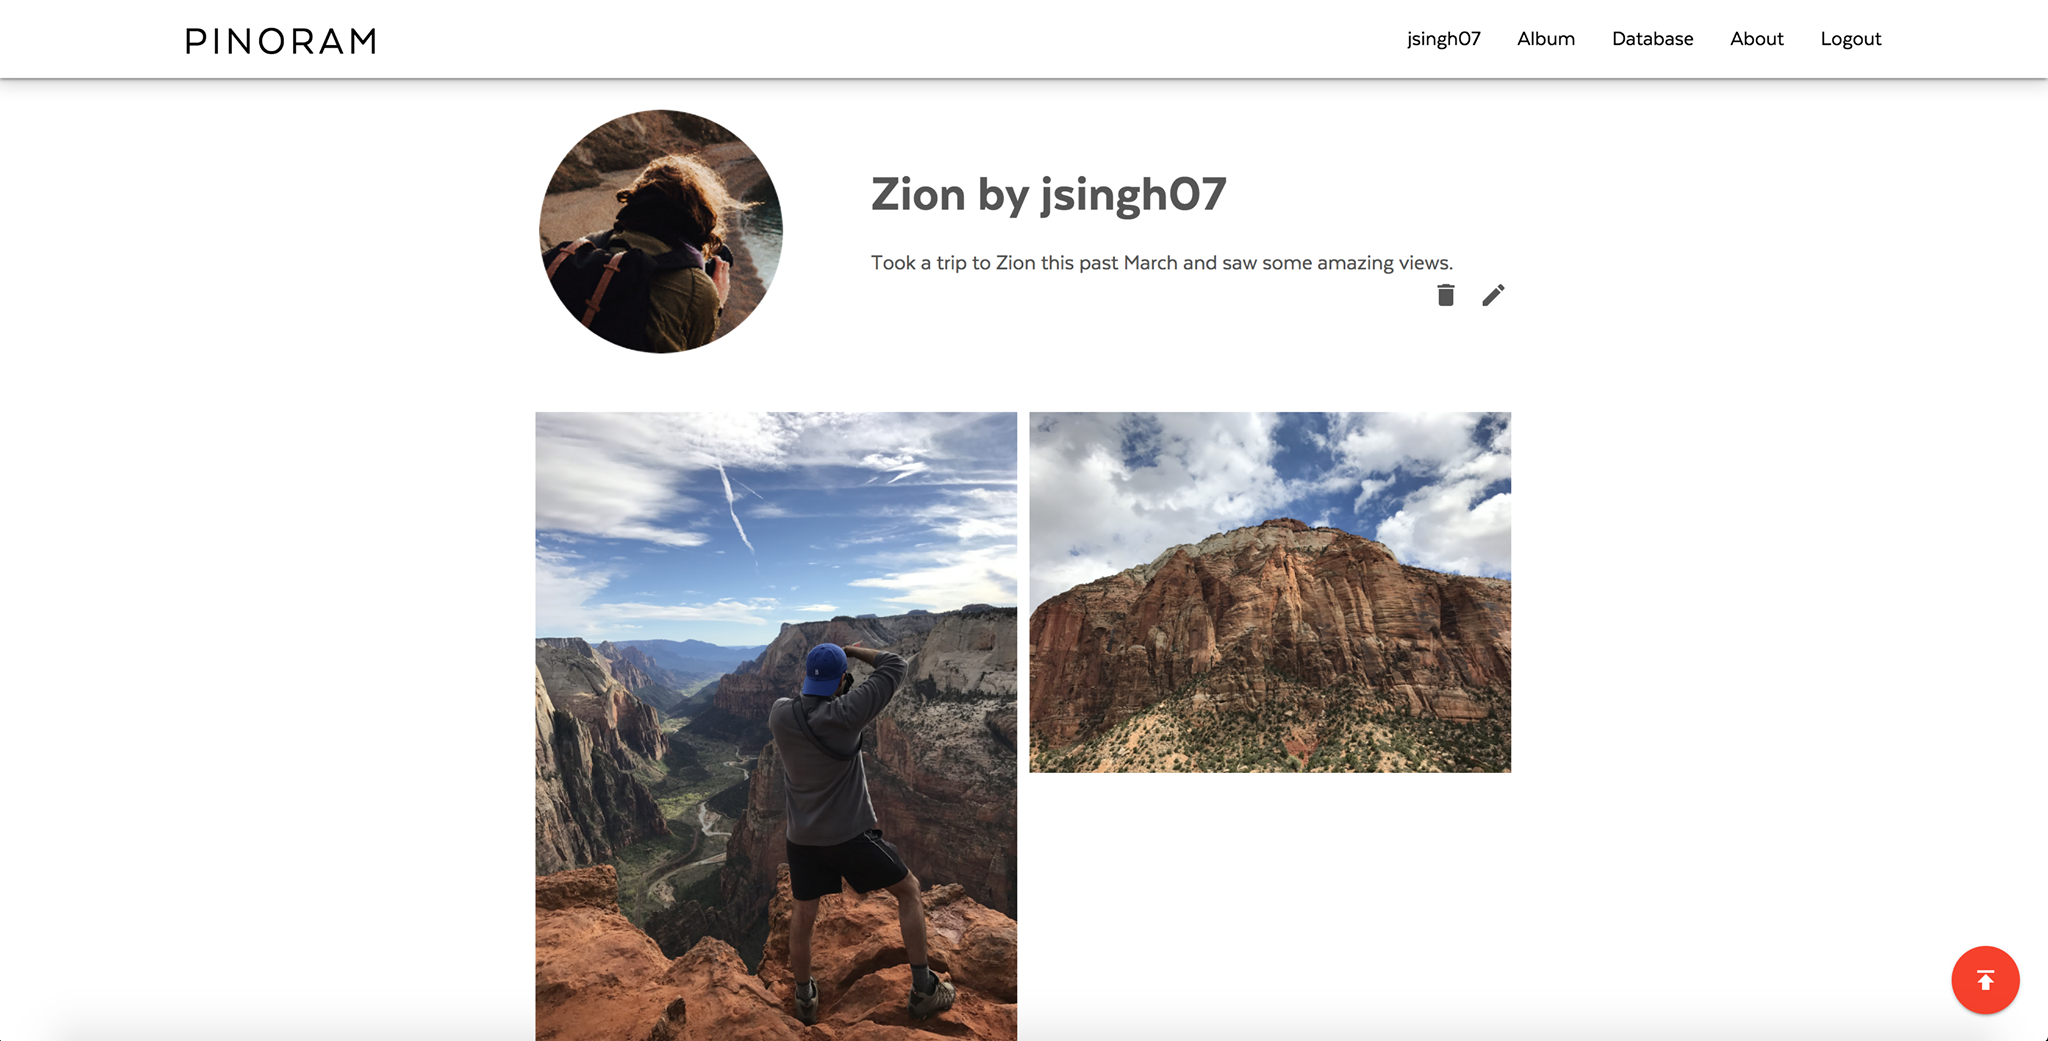 PINORAM
jsingh07 Album Database About Logout
Zion by jsingh07
Took a trip to Zion this past March and saw some amazing views.